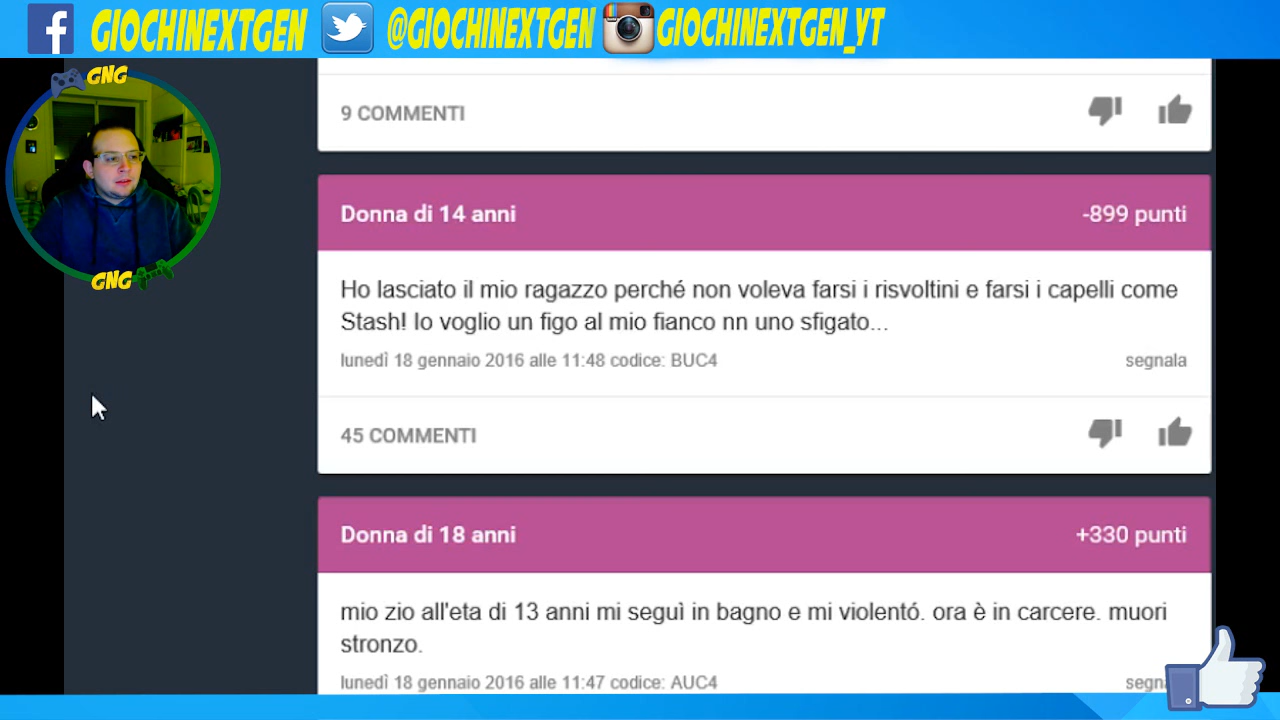 GIOCHINEXTGEN @GIOCHINEXTGEN GIOCHINEXTGEN_YT
GNG
GNG
9 COMMENTI
Donna di 14 anni -899 punti
Ho lasciato il mio ragazzo perché non voleva farsi i risvoltini e farsi i capelli come
Stash! Io voglio un figo al mio fianco nn uno sfigato...
lunedì 18 gennaio 2016 alle 11:48 codice: BUC4 segnala
45 COMMENTI
Donna di 18 anni +330 punti
mio zio all'eta di 13 anni mi seguì in bagno e mi violentó. ora è in carcere. muori
stronzo.
lunedì 18 gennaio 2016 alle 11:47 codice: AUC4